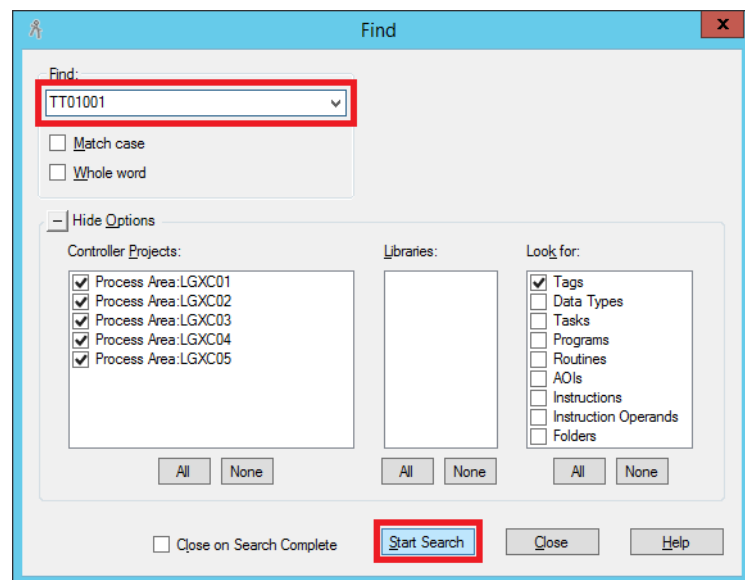 Find
X
Find:
TT01001
Match case
Whole word
Hide Options
Controller Projects:
Process Area:LGXC01
Process Area:LGXC02
Process Area:LGXC03
Process Area:LGXC04
Process Area:LGXC05
All
None
Libraries:
All
None
Look for:
Tags
Data Types
Tasks
Programs
Routines
AOIs
Instructions
Instruction Operands
Folders
All
None
Close on Search Complete
Start Search
Close
Help